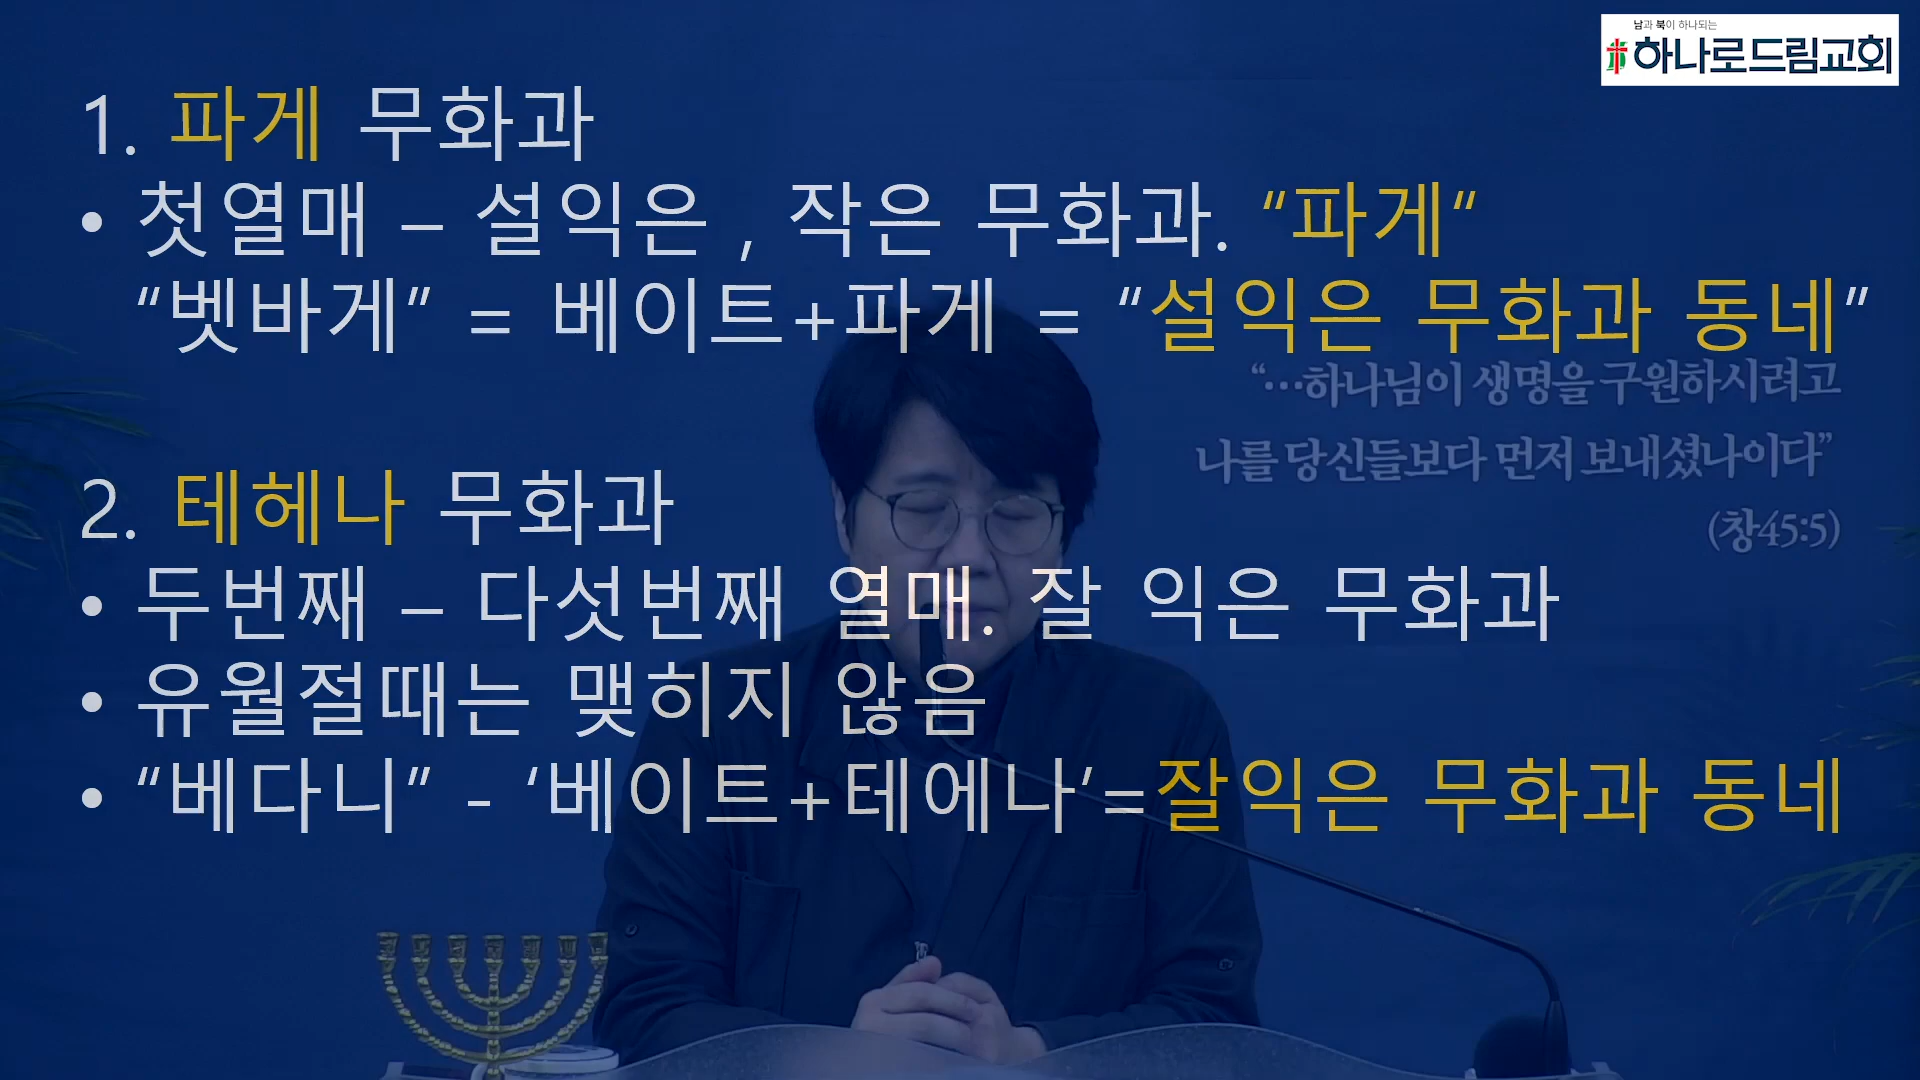 남과 북이 하나되는
하나로드림교회
1. 파게 무화과
• 첫열매 – 설익은 , 작은 무화과. “파게“
“벳바게” = 베이트+파게 = “설익은 무화과 동네”
“…하나님이 생명을 구원하시려고
나를 당신들보다 먼저 보내셨나이다”
(창45:5)
2. 테헤나 무화과
• 두번째 – 다섯번째 열매. 잘 익은 무화과
• 유월절때는 맺히지 않음
• “베다니” - ‘베이트+테에나’=잘익은 무화과 동네